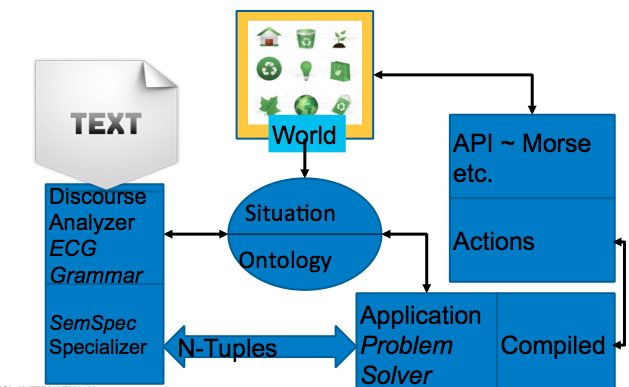 TEXT
World
API ~ Morse
etc.
Actions
Discourse
Analyzer
ECG
Grammar
SemSpec
Specializer
Situation
Ontology
N-Tuples
Application
Problem
Solver
Compiled